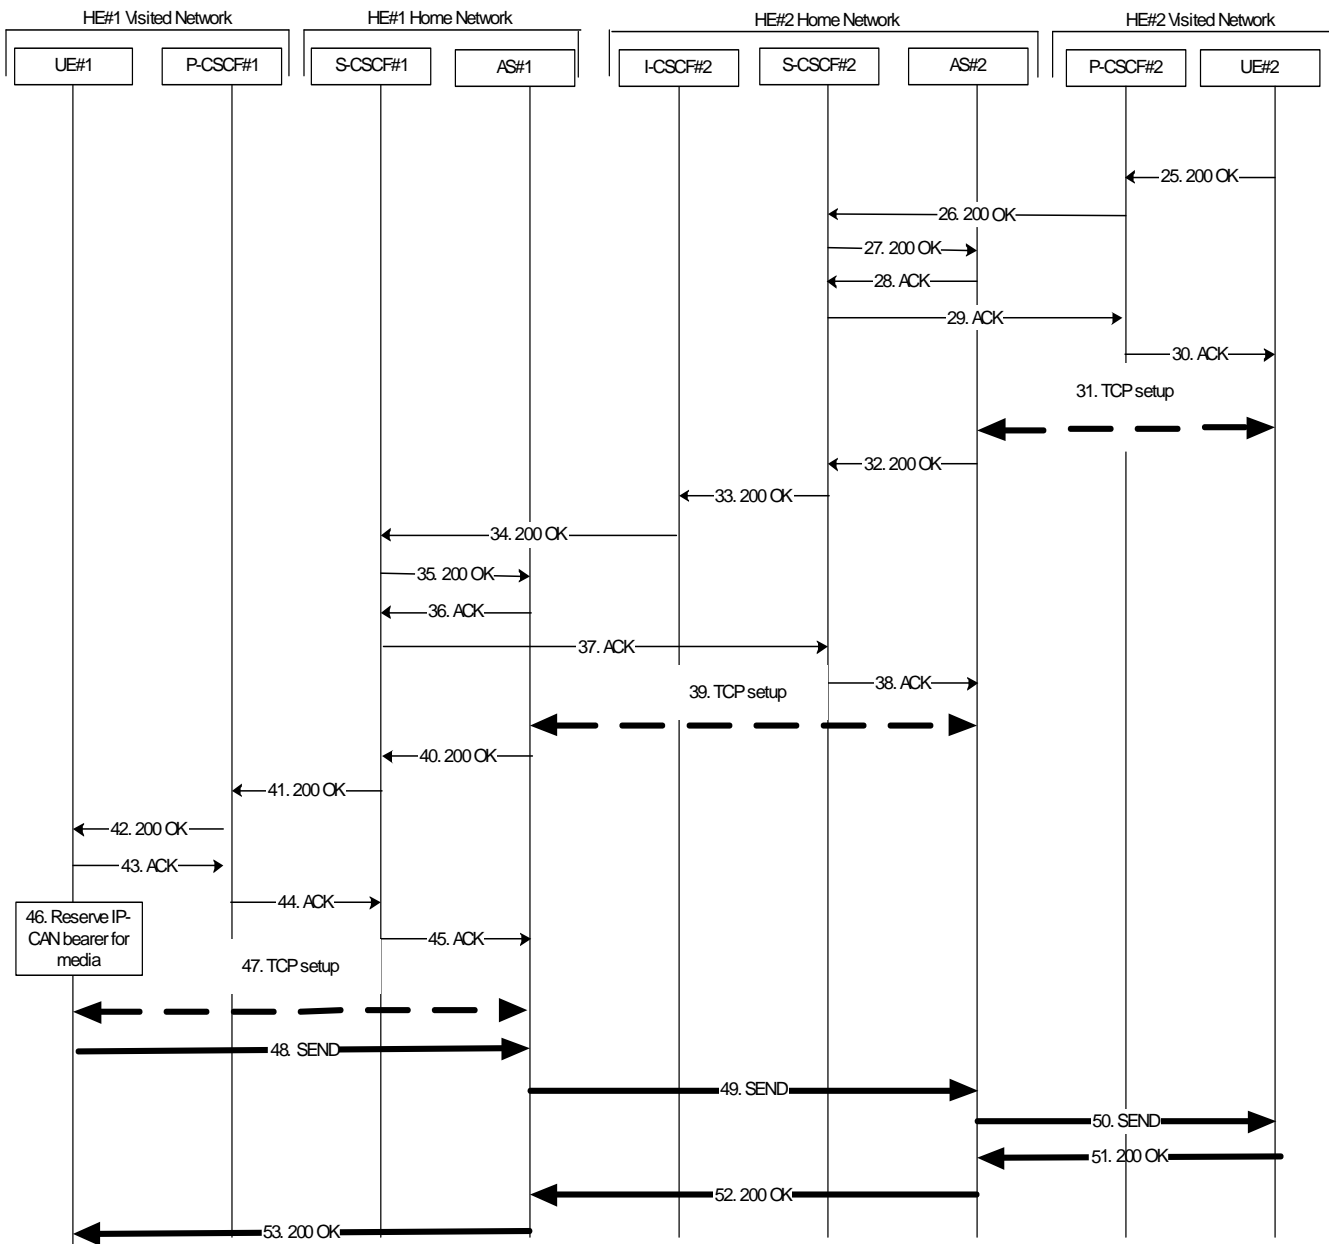 HE#1 Visited Network
HE#1 Home Network
HE#2 Home Network
HE#2 Visited Network
UE#1
P-CSCF#1
S-CSCF#1
AS#1
I-CSCF#2
S-CSCF#2
AS#2
P-CSCF#2
UE#2
25. 200 OK
26. 200 OK
27. 200 OK
28. ACK
29. ACK
30. ACK
31. TCP setup
32. 200 OK
33. 200 OK
34. 200 OK
35. 200 OK
36. ACK
37. ACK
38. ACK
39. TCP setup
40. 200 OK
41. 200 OK
42. 200 OK
43. ACK
44. ACK
45. ACK
46. Reserve IP-
CAN bearer for
media
47. TCP setup
48. SEND
49. SEND
50. SEND
51. 200 OK
52. 200 OK
53. 200 OK